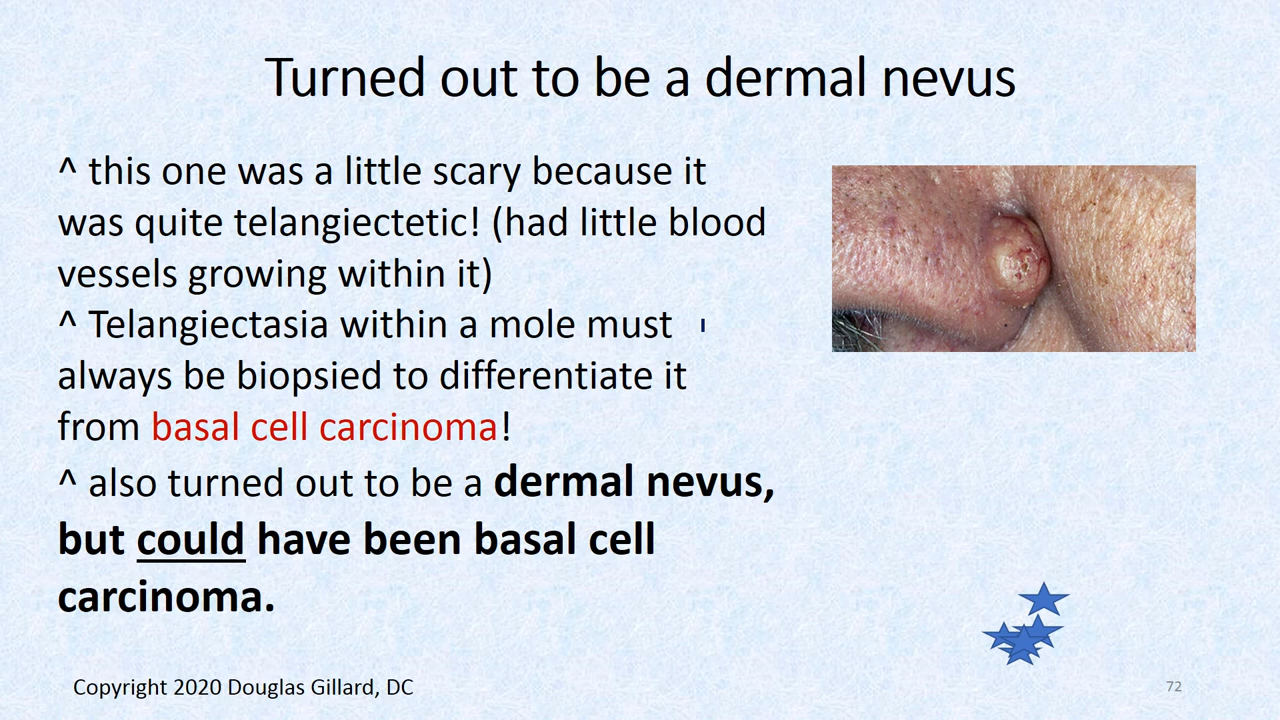 Turned out to be a dermal nevus
^ this one was a little scary because it
was quite telangiectetic! (had little blood
vessels growing within it)
^ Telangiectasia within a mole must
always be biopsied to differentiate it
from basal cell carcinoma!
^ also turned out to be a dermal nevus,
but could have been basal cell
carcinoma.
Copyright 2020 Douglas Gillard, DC
72